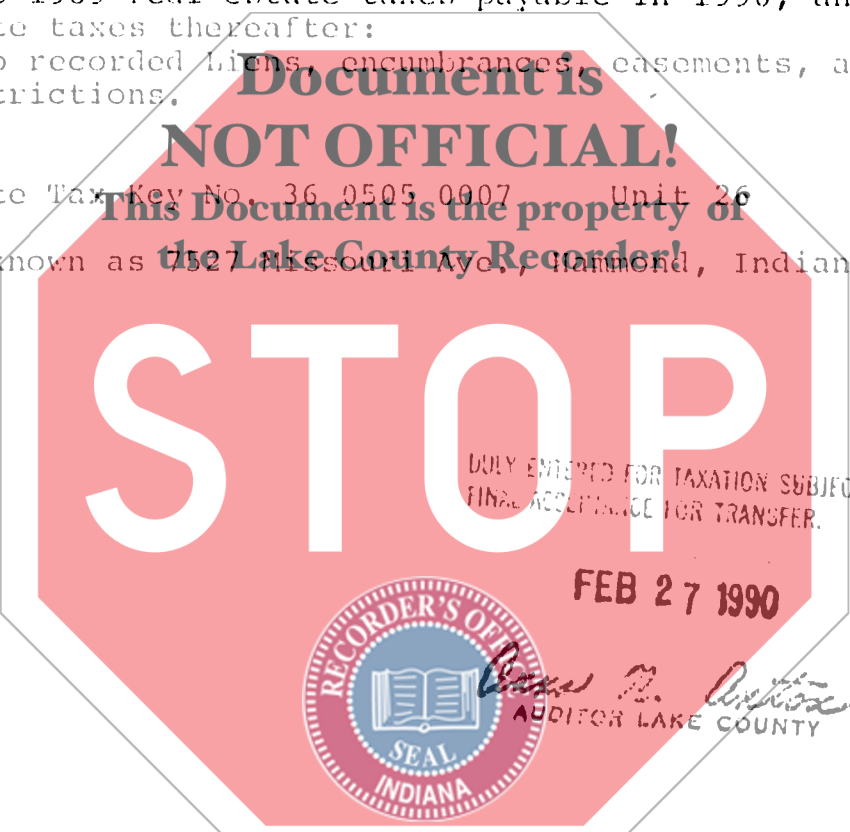 1989 real estate taxes payable in 1990, and
te taxes thereafter:
o recorded Liens, encumbrances, easements, a
trictions.
Document is
NOT OFFICIAL!
te Tax Key No. 36 0505 0007 Unit 26
This Document is the property of
known as 7527 Missouri Ave., Hammond, Indian
the Lake County Recorder!
STOP
DULY ENTERED FOR TAXATION SUBJEC
FINAL ACCEPTANCE FOR TRANSFER.
FEB 27 1990
AUDITOR LAKE COUNTY
RECORDER'S OFFICE
SEAL
INDIANA